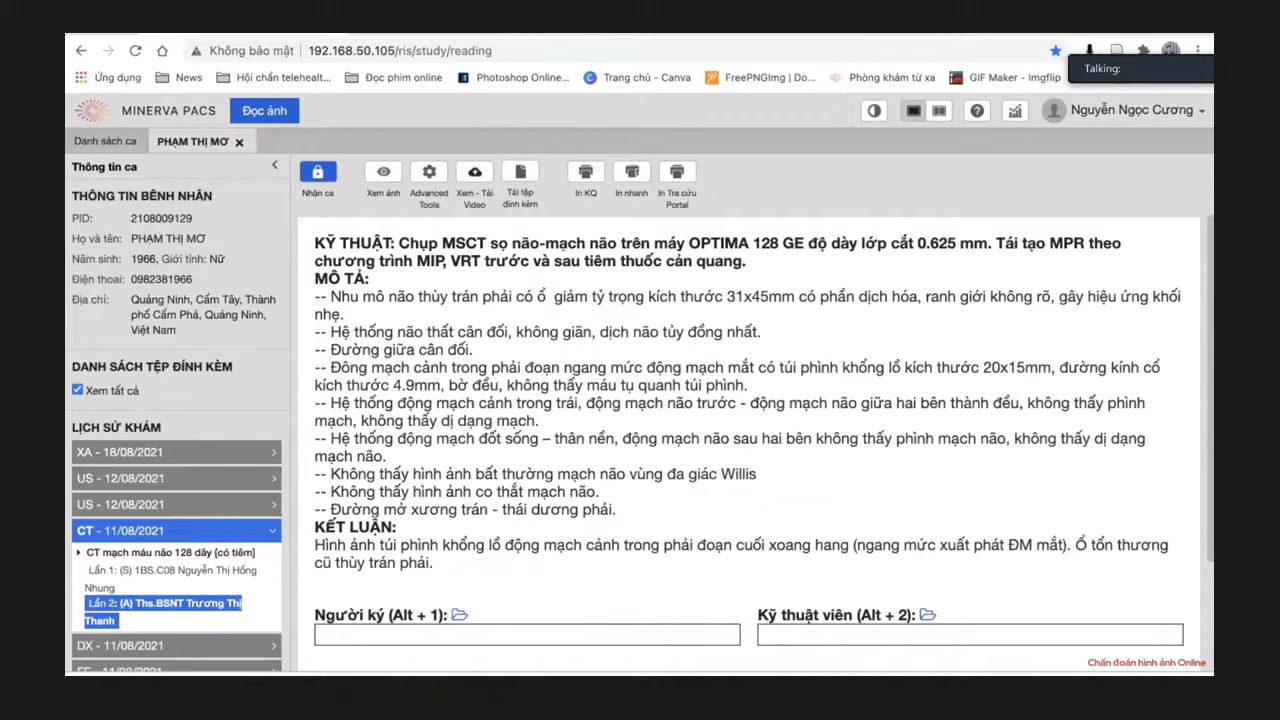 Không bảo mật | 192.168.50.105/ris/study/reading
Talking:
Ứng dụng News Hội chẩn telehealt... Đọc phim online Photoshop Online... Trang chủ - Canva FreePNGImg | Do... Phòng khám từ xa GIF Maker - Imgflip
MINERVA PACS Đọc ảnh Nguyễn Ngọc Cương
Danh sách ca PHẠM THỊ MƠ
Thông tin ca
THÔNG TIN BỆNH NHÂN
PID: 2108009129
Họ và tên: PHẠM THỊ MƠ
Năm sinh: 1966, Giới tính: Nữ
Điện thoai: 0982381966
Địa chỉ: Quảng Ninh, Cẩm Tây, Thành
phố Cẩm Phả, Quảng Ninh,
Việt Nam
DANH SÁCH TỆP ĐÍNH KÈM
Xem tất cả
LỊCH SỬ KHÁM
XA - 18/08/2021
US - 12/08/2021
US - 12/08/2021
CT - 11/08/2021
CT mạch máu não 128 dãy [có tiêm]
Lần 1: (S) 1BS.C08 Nguyễn Thị Hồng
Nhung
Lần 2: (A) Ths.BSNT Trương Thị
Thanh
DX - 11/08/2021
Nhận ca
Xem ảnh
Advanced
Tools
Xem - Tải
Video
Tải tệp
đính kèm
In KQ
In nhanh
In Tra cứu
Portal
KỸ THUẬT: Chụp MSCT sọ não-mạch não trên máy OPTIMA 128 GE độ dày lớp cắt 0.625 mm. Tái tạo MPR theo
chương trình MIP, VRT trước và sau tiêm thuốc cản quang.
MÔ TẢ:
-- Nhu mô não thùy trán phải có ổ giảm tỷ trọng kích thước 31x45mm có phần dịch hóa, ranh giới không rõ, gây hiệu ứng khối
nhẹ.
-- Hệ thống não thất cân đối, không giãn, dịch não tủy đồng nhất.
-- Đường giữa cân đối.
-- Đông mạch cảnh trong phải đoạn ngang mức động mạch mắt có túi phình khổng lồ kích thước 20x15mm, đường kính cổ
kích thước 4.9mm, bờ đều, không thấy máu tụ quanh túi phình.
-- Hệ thống động mạch cảnh trong trái, động mạch não trước - động mạch não giữa hai bên thành đều, không thấy phình
mạch, không thấy dị dạng mạch.
-- Hệ thống động mạch đốt sống – thân nền, động mạch não sau hai bên không thấy phình mạch não, không thấy dị dạng
mạch não.
-- Không thấy hình ảnh bất thường mạch não vùng đa giác Willis
-- Không thấy hình ảnh co thắt mạch não.
-- Đường mở xương trán - thái dương phải.
KẾT LUẬN:
Hình ảnh túi phình khổng lồ động mạch cảnh trong phải đoạn cuối xoang hang (ngang mức xuất phát ĐM mắt). Ổ tổn thương
cũ thùy trán phải.
Người ký (Alt + 1):
Kỹ thuật viên (Alt + 2):
Chẩn đoán hình ảnh Online